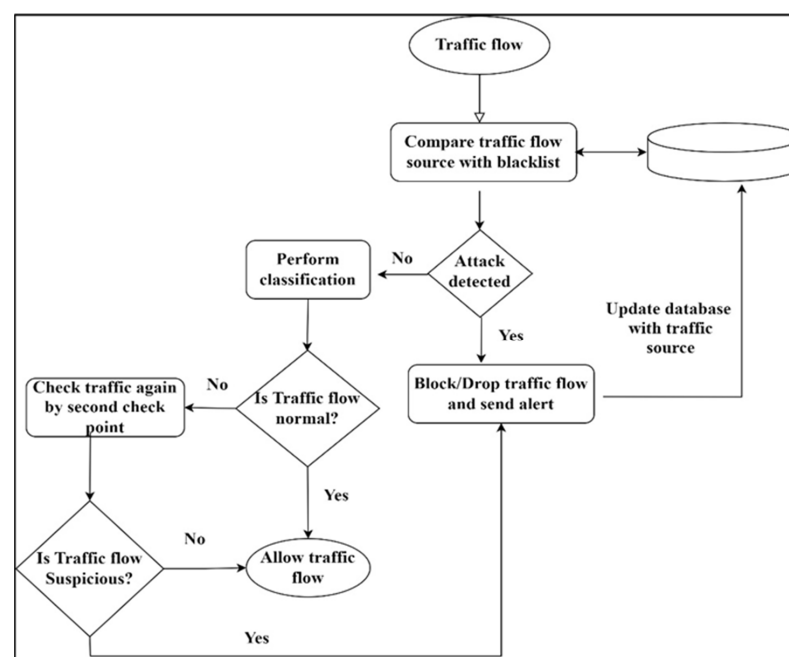 Traffic flow
Compare traffic flow
source with blacklist
Perform
classification
No
Attack
detected
Update database
with traffic
source
Yes
Check traffic again
by second check
point
No
Is Traffic flow
normal?
Block/Drop traffic flow
and send alert
Yes
Is Traffic flow
Suspicious?
No
Allow traffic
flow
Yes